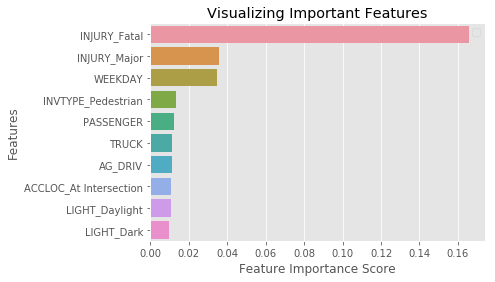 Visualizing Important Features
INJURY_Fatal
INJURY_Major
WEEKDAY
INVTYPE_Pedestrian
PASSENGER
TRUCK
AG_DRIV
ACCLOC_At Intersection
LIGHT_Daylight
LIGHT_Dark
Features
0.00 0.02 0.04 0.06 0.08 0.10 0.12 0.14 0.16
Feature Importance Score